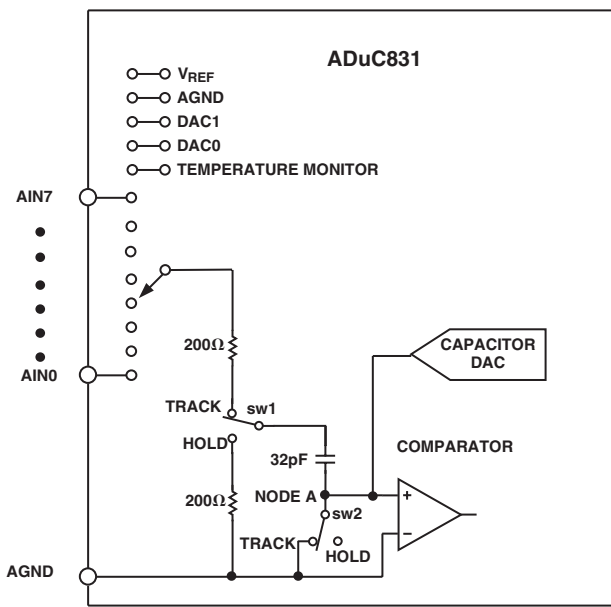 ADuC831
VREF
AGND
DAC1
DAC0
TEMPERATURE MONITOR
AIN7
AIN0
200Ω
CAPACITOR
DAC
TRACK
sw1
HOLD
COMPARATOR
32pF
200Ω
NODE A
+
sw2
−
TRACK
HOLD
AGND